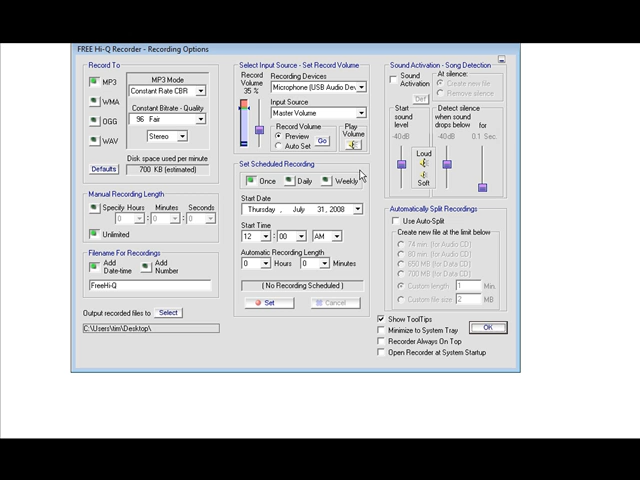 FREE Hi-Q Recorder - Recording Options
Record To
MP3
WMA
OGG
WAV
MP3 Mode
Constant Rate CBR
Constant Bitrate - Quality
96 Fair
Stereo
Disk space used per minute
Defaults
700 KB (estimated)
Manual Recording Length
Specify Hours Minutes Seconds
0 : 0 : 0
Unlimited
Filename For Recordings
Add Date-time
Add Number
FreeHi-Q
Output recorded files to
Select
C:\Users\tim\Desktop\
Select Input Source - Set Record Volume
Record Volume
35 %
Recording Devices
Microphone (USB Audio Dev
Input Source
Master Volume
Record Volume
Preview
Auto Set
Go
Play Volume
Set Scheduled Recording
Once
Daily
Weekly
Start Date
Thursday , July 31, 2008
Start Time
12 : 00 AM
Automatic Recording Length
0 Hours 0 Minutes
( No Recording Scheduled )
Set
Cancel
Sound Activation - Song Detection
Sound Activation
Def
At silence:
Create new file
Remove silence
Start sound level
-40dB
Detect silence when sound drops below
-40dB
for
0.1 Sec.
Loud
Soft
Automatically Split Recordings
Use Auto-Split
Create new file at the limit below
74 min. (for Audio CD)
80 min. (for Data CD)
650 MB (for Data CD)
700 MB (for Data CD)
Custom length 1 Min.
Custom file size 2 MB
Show ToolTips
Minimize to System Tray
Recorder Always On Top
Open Recorder at System Startup
OK